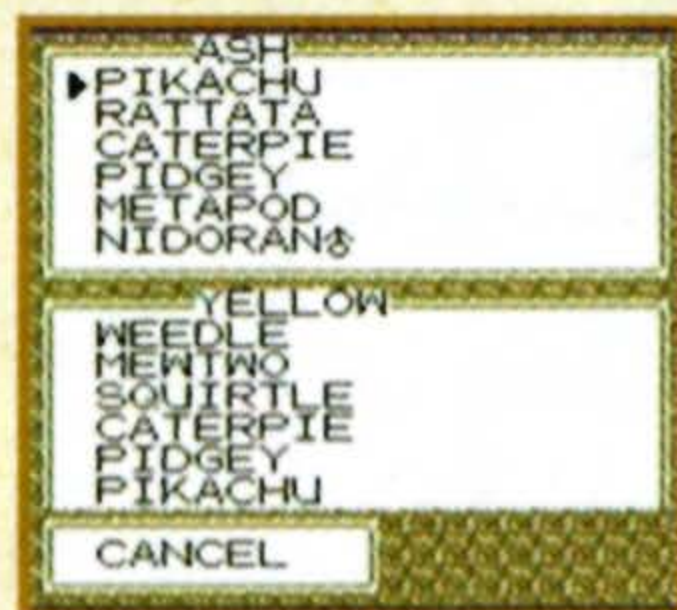 ASH
▶PIKACHU
RATTATA
CATERPIE
PIDGEY
METAPOD
NIDORAN♂
YELLOW
WEEDLE
MEWTWO
SQUIRTLE
CATERPIE
PIDGEY
PIKACHU
CANCEL